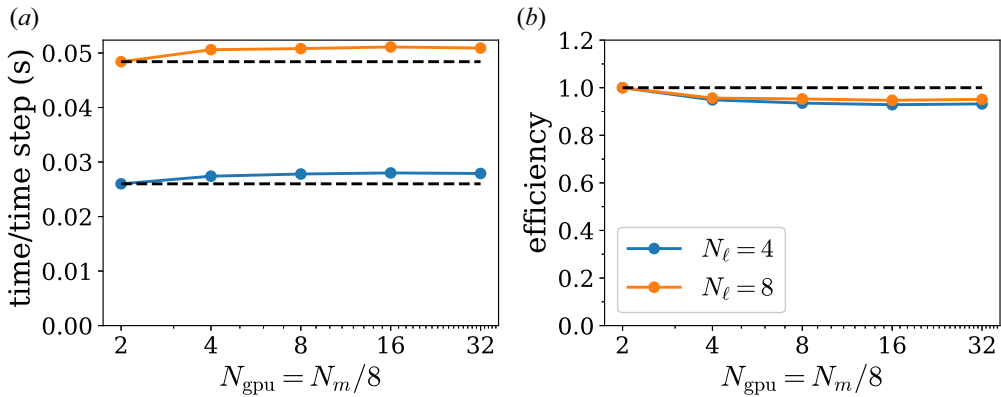 (a)
time/time step (s)
0.05
0.04
0.03
0.02
0.01
0.00
2 4 8 16 32
N_gpu = N_m/8
(b)
efficiency
1.2
1.0
0.8
0.6
0.4
0.2
0.0
N_ℓ = 4
N_ℓ = 8
2 4 8 16 32
N_gpu = N_m/8